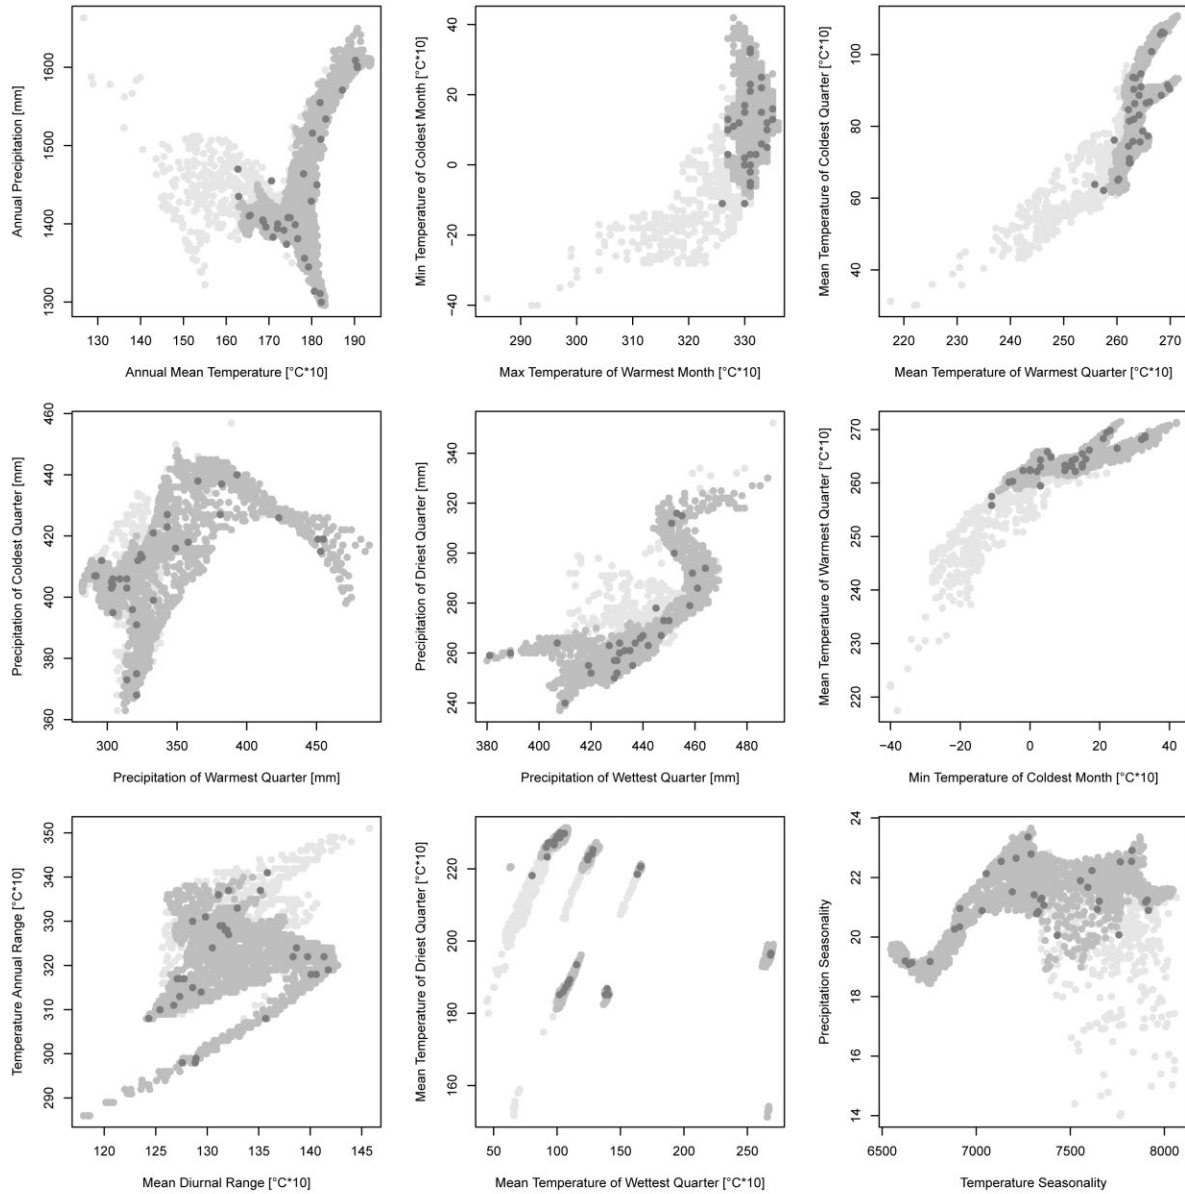 Annual Precipitation [mm]
1300 1400 1500 1600
130 140 150 160 170 180 190
Annual Mean Temperature [°C*10]
Min Temperature of Coldest Month [°C*10]
−40 −20 0 20 40
290 300 310 320 330
Max Temperature of Warmest Month [°C*10]
Mean Temperature of Coldest Quarter [°C*10]
40 60 80 100
220 230 240 250 260 270
Mean Temperature of Warmest Quarter [°C*10]
Precipitation of Coldest Quarter [mm]
360 380 400 420 440 460
300 350 400 450
Precipitation of Warmest Quarter [mm]
Precipitation of Driest Quarter [mm]
240 260 280 300 320 340
380 400 420 440 460 480
Precipitation of Wettest Quarter [mm]
Mean Temperature of Warmest Quarter [°C*10]
220 230 240 250 260 270
−40 −20 0 20 40
Min Temperature of Coldest Month [°C*10]
Temperature Annual Range [°C*10]
290 300 310 320 330 340 350
120 125 130 135 140 145
Mean Diurnal Range [°C*10]
Mean Temperature of Driest Quarter [°C*10]
160 180 200 220
50 100 150 200 250
Mean Temperature of Wettest Quarter [°C*10]
Precipitation Seasonality
14 16 18 20 22 24
6500 7000 7500 8000
Temperature Seasonality